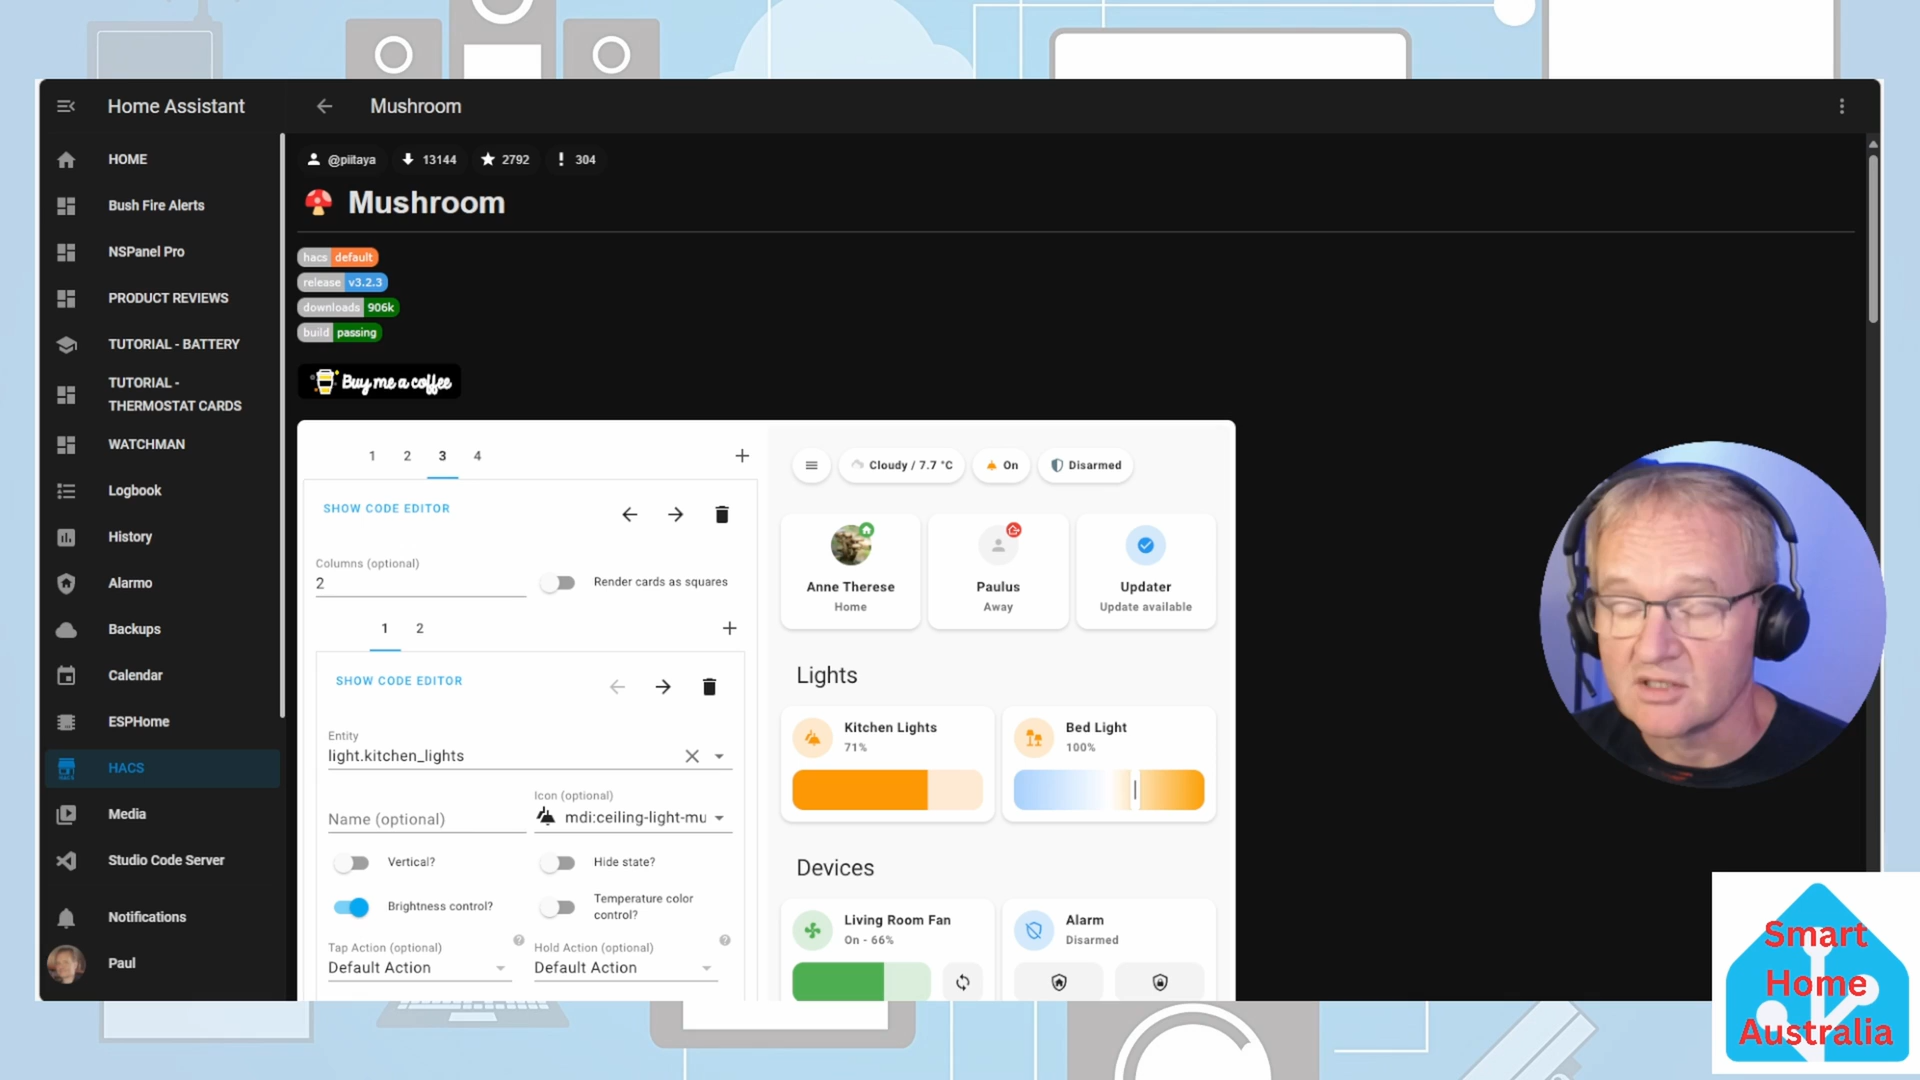 Home Assistant
Mushroom
HOME
Bush Fire Alerts
NSPanel Pro
PRODUCT REVIEWS
TUTORIAL - BATTERY
TUTORIAL -
THERMOSTAT CARDS
WATCHMAN
Logbook
History
Alarmo
Backups
Calendar
ESPHome
HACS
Media
Studio Code Server
Notifications
Paul
@piitaya 13144 2792 304
Mushroom
hacs default
release v3.2.3
downloads 906k
build passing
Buy me a coffee
1 2 3 4 +
SHOW CODE EDITOR
Columns (optional)
2
Render cards as squares
1 2 +
SHOW CODE EDITOR
Entity
light.kitchen_lights
Name (optional)
Icon (optional)
mdi:ceiling-light-mu
Vertical?
Hide state?
Brightness control?
Temperature color
control?
Tap Action (optional)
Default Action
Hold Action (optional)
Default Action
Cloudy / 7.7 °C
On
Disarmed
Anne Therese
Home
Paulus
Away
Updater
Update available
Lights
Kitchen Lights
71%
Bed Light
100%
Devices
Living Room Fan
On - 66%
Alarm
Disarmed
Smart
Home
Australia